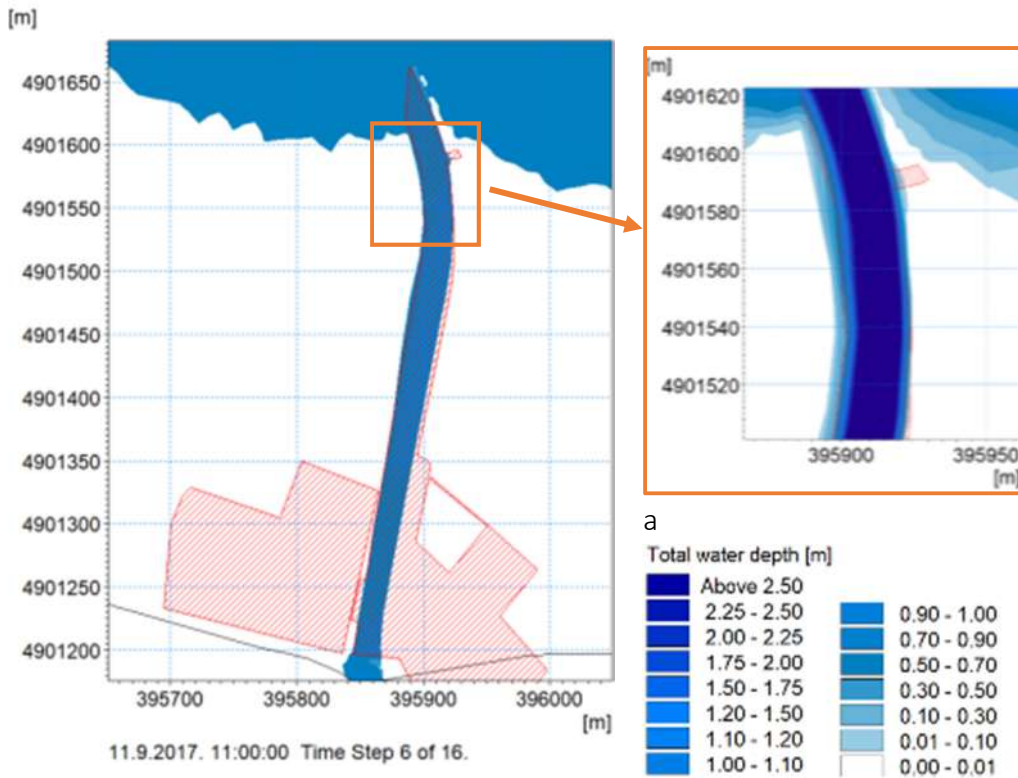 [m]
4901650
4901600
4901550
4901500
4901450
4901400
4901350
4901300
4901250
4901200
395700 395800 395900 396000
[m]
11.9.2017. 11:00:00 Time Step 6 of 16.
[m]
4901620
4901600
4901580
4901560
4901540
4901520
395900 395950
[m]
a
Total water depth [m]
Above 2.50
2.25 - 2.50
2.00 - 2.25
1.75 - 2.00
1.50 - 1.75
1.20 - 1.50
1.10 - 1.20
1.00 - 1.10
0.90 - 1.00
0.70 - 0.90
0.50 - 0.70
0.30 - 0.50
0.10 - 0.30
0.01 - 0.10
0.00 - 0.01